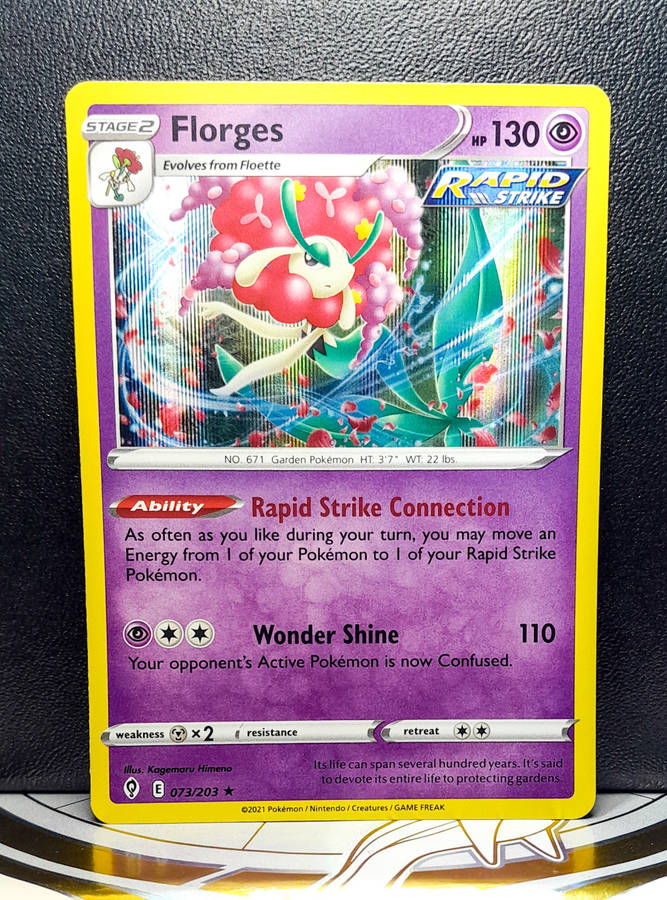 STAGE 2 Florges HP 130
Evolves from Floette
RAPID
STRIKE
NO. 671 Garden Pokémon HT: 3'7" WT: 22 lbs.
Ability Rapid Strike Connection
As often as you like during your turn, you may move an
Energy from 1 of your Pokémon to 1 of your Rapid Strike
Pokémon.
Wonder Shine 110
Your opponent's Active Pokémon is now Confused.
weakness ×2 resistance retreat
Illus. Kagemaru Himeno
Its life can span several hundred years. It's said
to devote its entire life to protecting gardens.
E 073/203 ★
©2021 Pokémon / Nintendo / Creatures / GAME FREAK